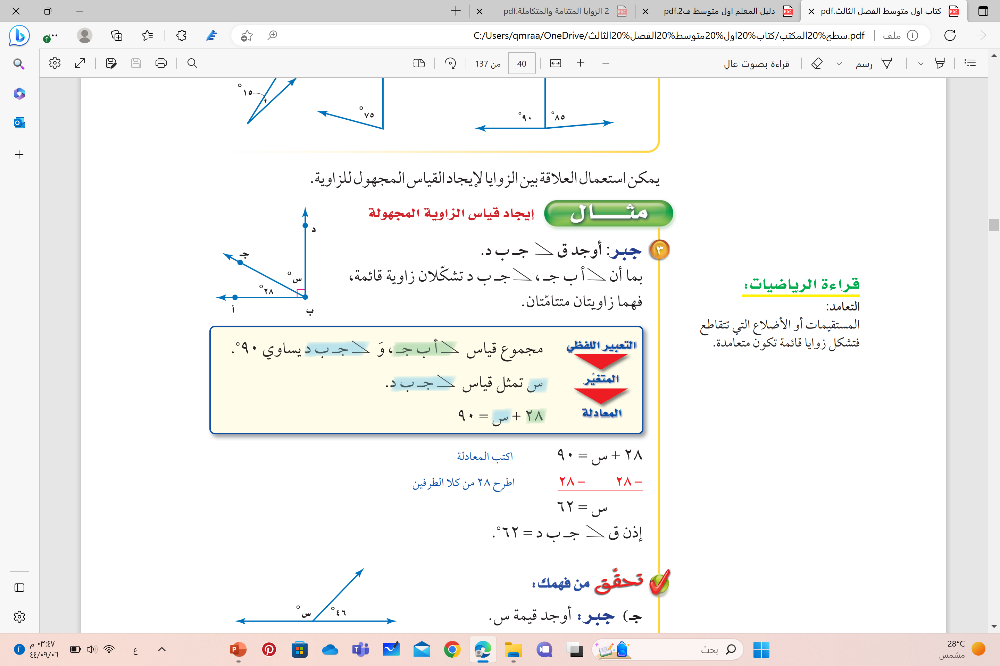 كتاب اول متوسط الفصل الثالث.pdf
دليل المعلم اول متوسط ف2.pdf
2 الزوايا المتتامة والمتكاملة.pdf
ملف
C:/Users/qmraa/OneDrive/سطح%20المكتب/كتاب%20اول%20متوسط%20الفصل%20الثالث.pdf
رسم
قراءة بصوت عالٍ
40
من 137
°٨٥
°٩٠
°٧٥
°١٥
يمكن استعمال العلاقة بين الزوايا لإيجاد القياس المجهول للزاوية.
مثـــال إيجاد قياس الزاوية المجهولة
٣ جبر: أوجد ق∠ جـ ب د.
بما أن ∠أ ب جـ ، ∠جـ ب د تشكّلان زاوية قائمة،
فهما زاويتان متتامّتان.
د
جـ
س°
°٢٨
أ
ب
قراءة الرياضيات:
التعامد:
المستقيمات أو الأضلاع التي تتقاطع
فتشكل زوايا قائمة تكون متعامدة.
التعبير اللفظي مجموع قياس ∠أ ب جـ ، وَ ∠جـ ب د يساوي ٩٠°.
المتغيّر س تمثل قياس ∠جـ ب د.
المعادلة ٢٨ + س = ٩٠
٢٨ + س = ٩٠ اكتب المعادلة
– ٢٨ – ٢٨ اطرح ٢٨ من كلا الطرفين
س = ٦٢
إذن ق∠ جـ ب د = ٦٢°.
تحقّق من فهمك:
جـ) جبر: أوجد قيمة س.
°٤٦
س°
28°C
مشمس
بحث
ع
٠٣:٤٧ م
٤٤/٠٩/٠٦
٢